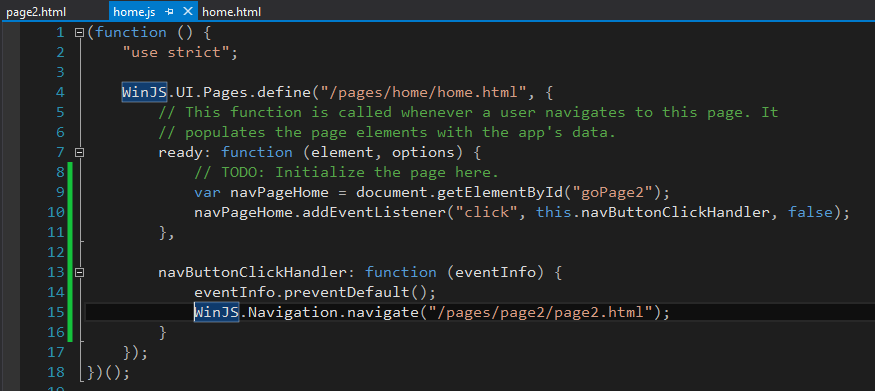 page2.html home.js home.html
1 (function () {
2 "use strict";
3
4 WinJS.UI.Pages.define("/pages/home/home.html", {
5 // This function is called whenever a user navigates to this page. It
6 // populates the page elements with the app's data.
7 ready: function (element, options) {
8 // TODO: Initialize the page here.
9 var navPageHome = document.getElementById("goPage2");
10 navPageHome.addEventListener("click", this.navButtonClickHandler, false);
11 },
12
13 navButtonClickHandler: function (eventInfo) {
14 eventInfo.preventDefault();
15 WinJS.Navigation.navigate("/pages/page2/page2.html");
16 }
17 });
18 })();
19